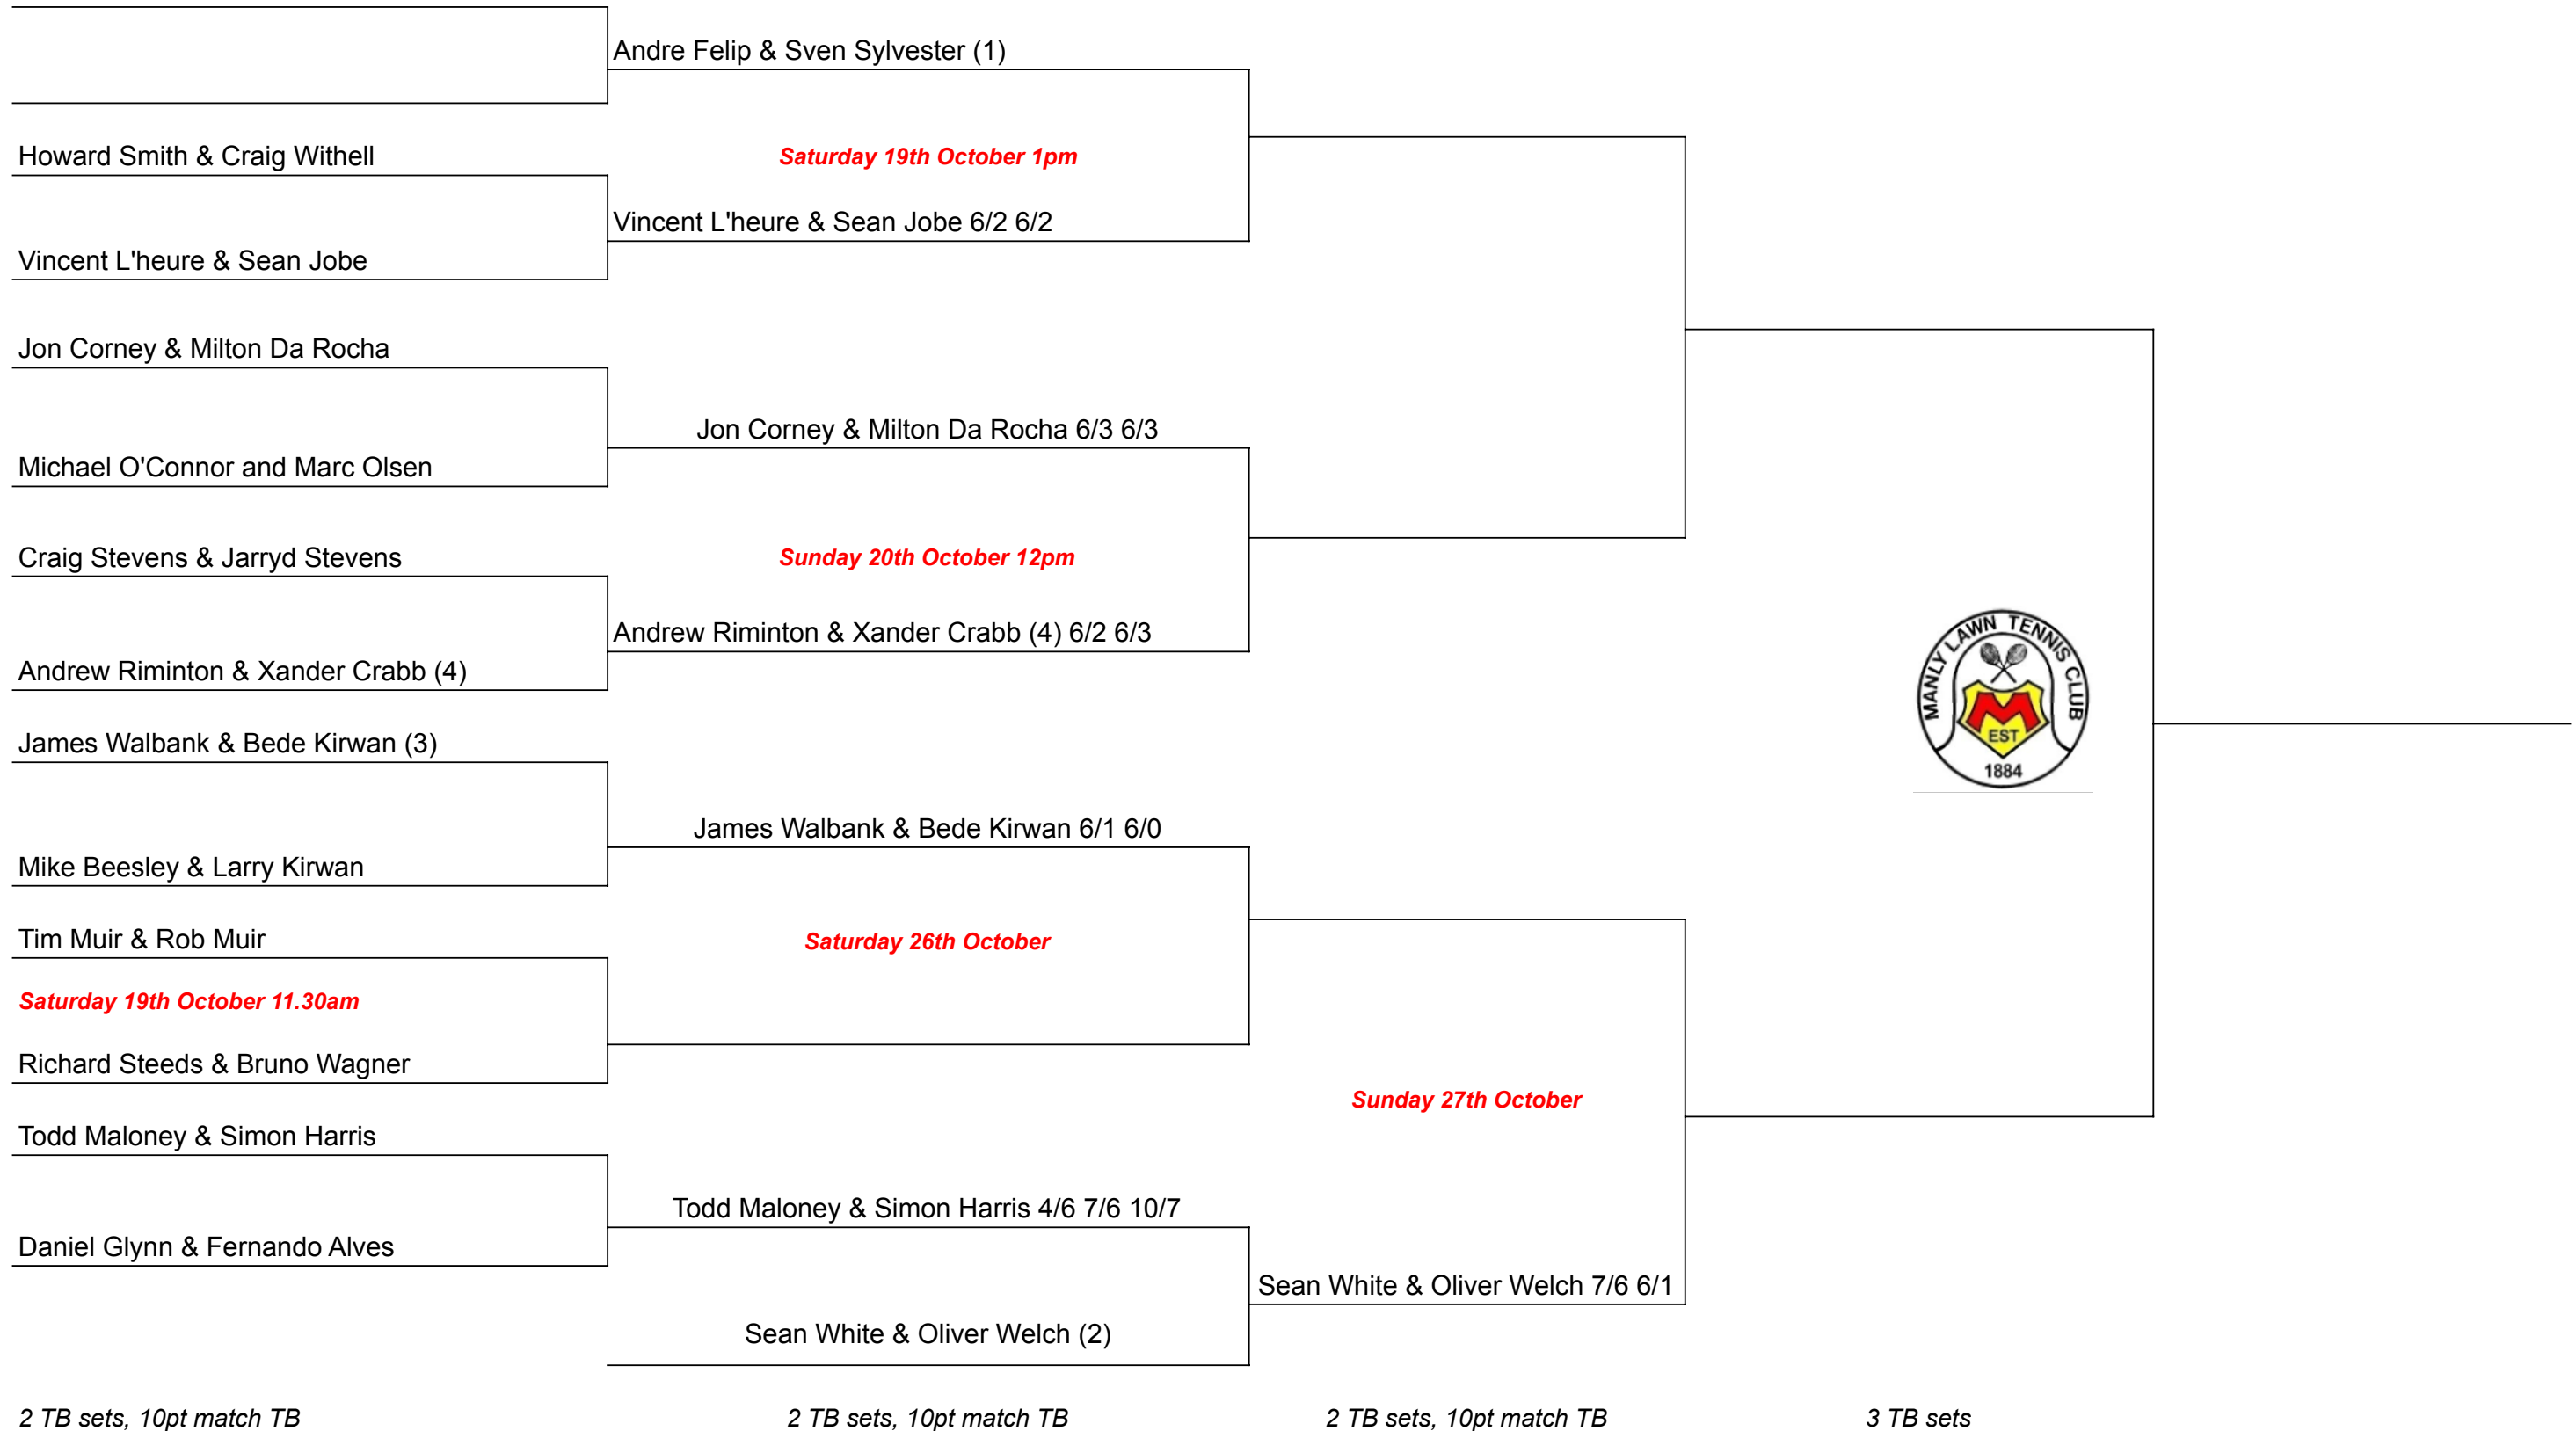 Andre Felip & Sven Sylvester (1)
Howard Smith & Craig Withell
Saturday 19th October 1pm
Vincent L'heure & Sean Jobe 6/2 6/2
Vincent L'heure & Sean Jobe
Jon Corney & Milton Da Rocha
Jon Corney & Milton Da Rocha 6/3 6/3
Michael O'Connor and Marc Olsen
Craig Stevens & Jarryd Stevens
Sunday 20th October 12pm
Andrew Riminton & Xander Crabb (4) 6/2 6/3
Andrew Riminton & Xander Crabb (4)
MANLY LAWN TENNIS CLUB
M
EST
1884
James Walbank & Bede Kirwan (3)
James Walbank & Bede Kirwan 6/1 6/0
Mike Beesley & Larry Kirwan
Tim Muir & Rob Muir
Saturday 26th October
Saturday 19th October 11.30am
Richard Steeds & Bruno Wagner
Sunday 27th October
Todd Maloney & Simon Harris
Todd Maloney & Simon Harris 4/6 7/6 10/7
Daniel Glynn & Fernando Alves
Sean White & Oliver Welch 7/6 6/1
Sean White & Oliver Welch (2)
2 TB sets, 10pt match TB
2 TB sets, 10pt match TB
2 TB sets, 10pt match TB
3 TB sets